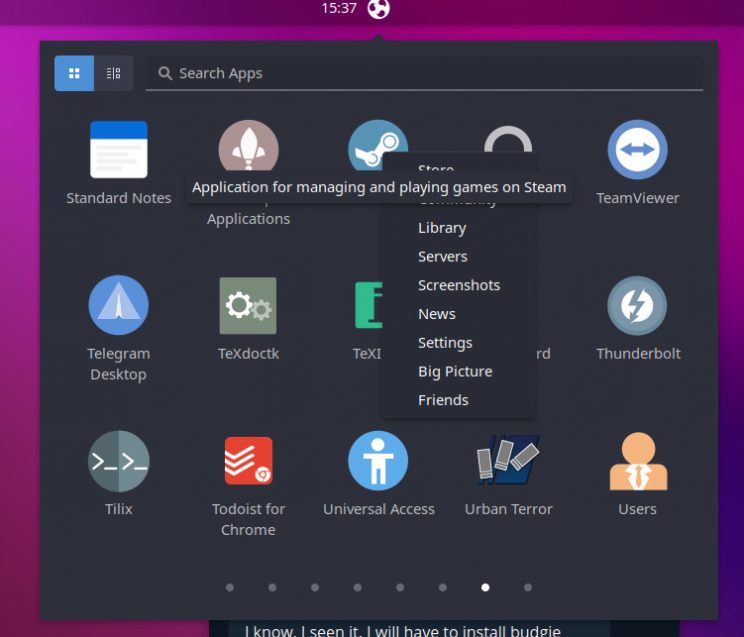 15:37
Search Apps
Standard Notes
Application for managing and playing games on Steam
Applications
TeamViewer
Store
Community
Library
Servers
Screenshots
News
Settings
Big Picture
Friends
Telegram
Desktop
TeXdoctk
TeXI
rd
Thunderbolt
Tilix
Todoist for
Chrome
Universal Access
Urban Terror
Users
I know, I seen it. I will have to install budgie